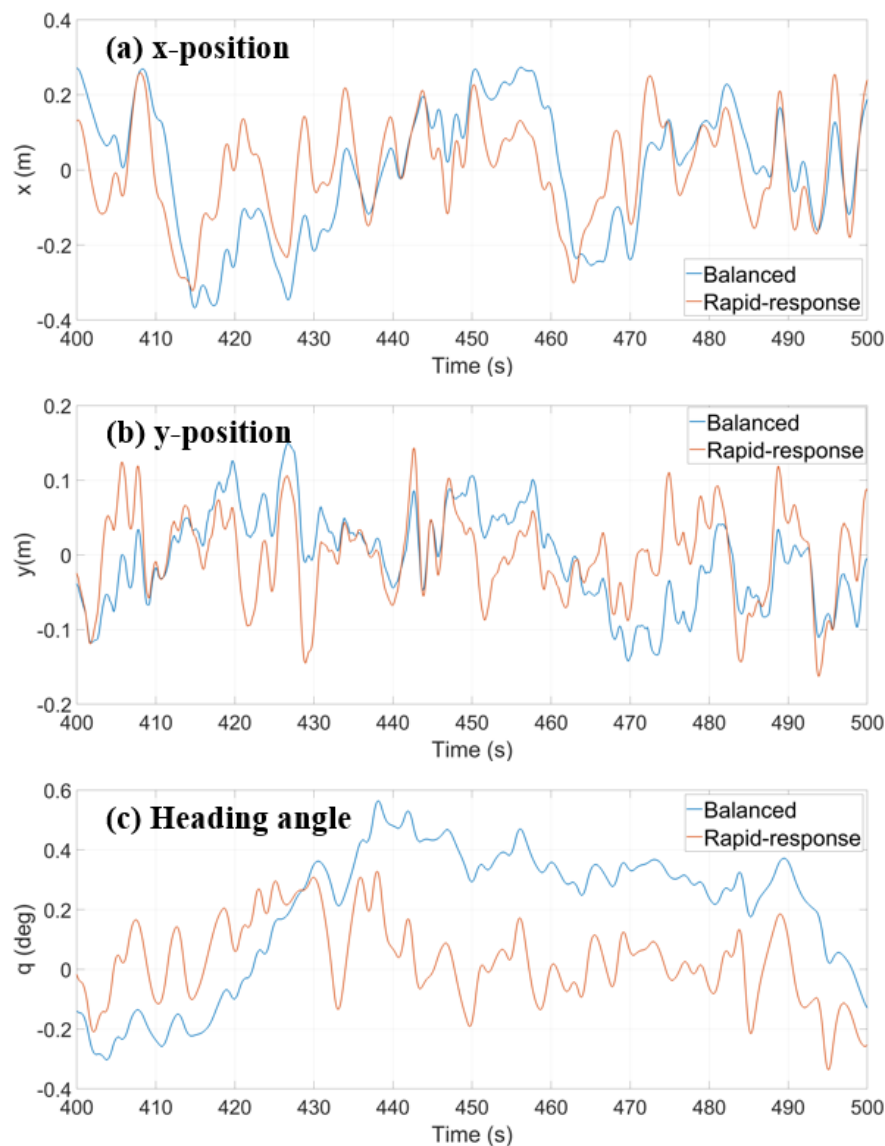 (a) x-position
0.4
0.2
0
-0.2
-0.4
x (m)
Balanced
Rapid-response
400 410 420 430 440 450 460 470 480 490 500
Time (s)
(b) y-position
0.2
0.1
0
-0.1
-0.2
y(m)
Balanced
Rapid-response
400 410 420 430 440 450 460 470 480 490 500
Time (s)
(c) Heading angle
0.6
0.4
0.2
0
-0.2
-0.4
q (deg)
Balanced
Rapid-response
400 410 420 430 440 450 460 470 480 490 500
Time (s)